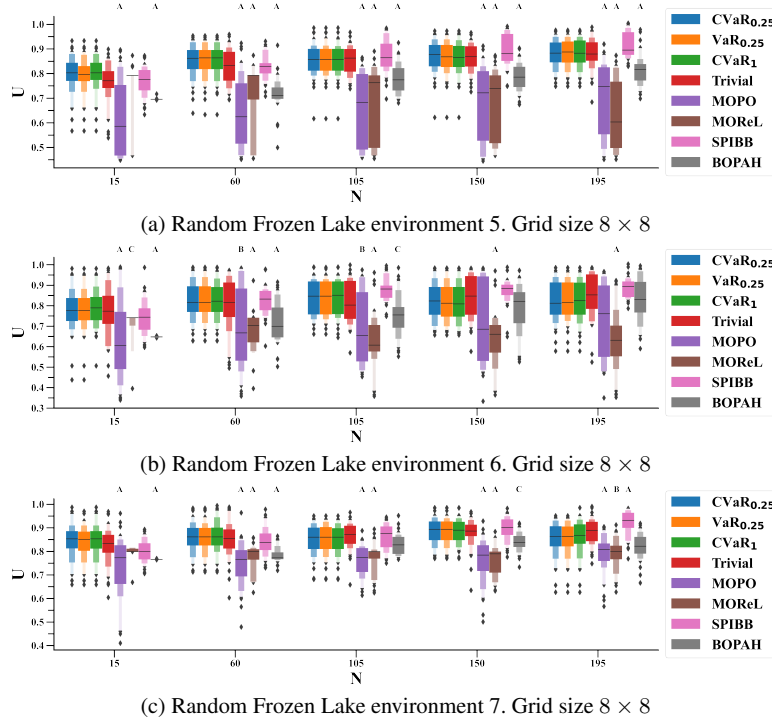 A A C A A A A A A A A A A A A A A
1.0
0.9
0.8
0.7
0.6
0.5
U
15 60 105 150 195
N
CVaR0.25
VaR0.25
CVaR1
Trivial
MOPO
MOReL
SPIBB
BOPAH
(a) Random Frozen Lake environment 5. Grid size 8 × 8
A C A B A A B A C A A
1.0
0.9
0.8
0.7
0.6
0.5
0.4
0.3
U
15 60 105 150 195
N
CVaR0.25
VaR0.25
CVaR1
Trivial
MOPO
MOReL
SPIBB
BOPAH
(b) Random Frozen Lake environment 6. Grid size 8 × 8
A A A A A A A A A C A B A
1.0
0.9
0.8
0.7
0.6
0.5
0.4
U
15 60 105 150 195
N
CVaR0.25
VaR0.25
CVaR1
Trivial
MOPO
MOReL
SPIBB
BOPAH
(c) Random Frozen Lake environment 7. Grid size 8 × 8